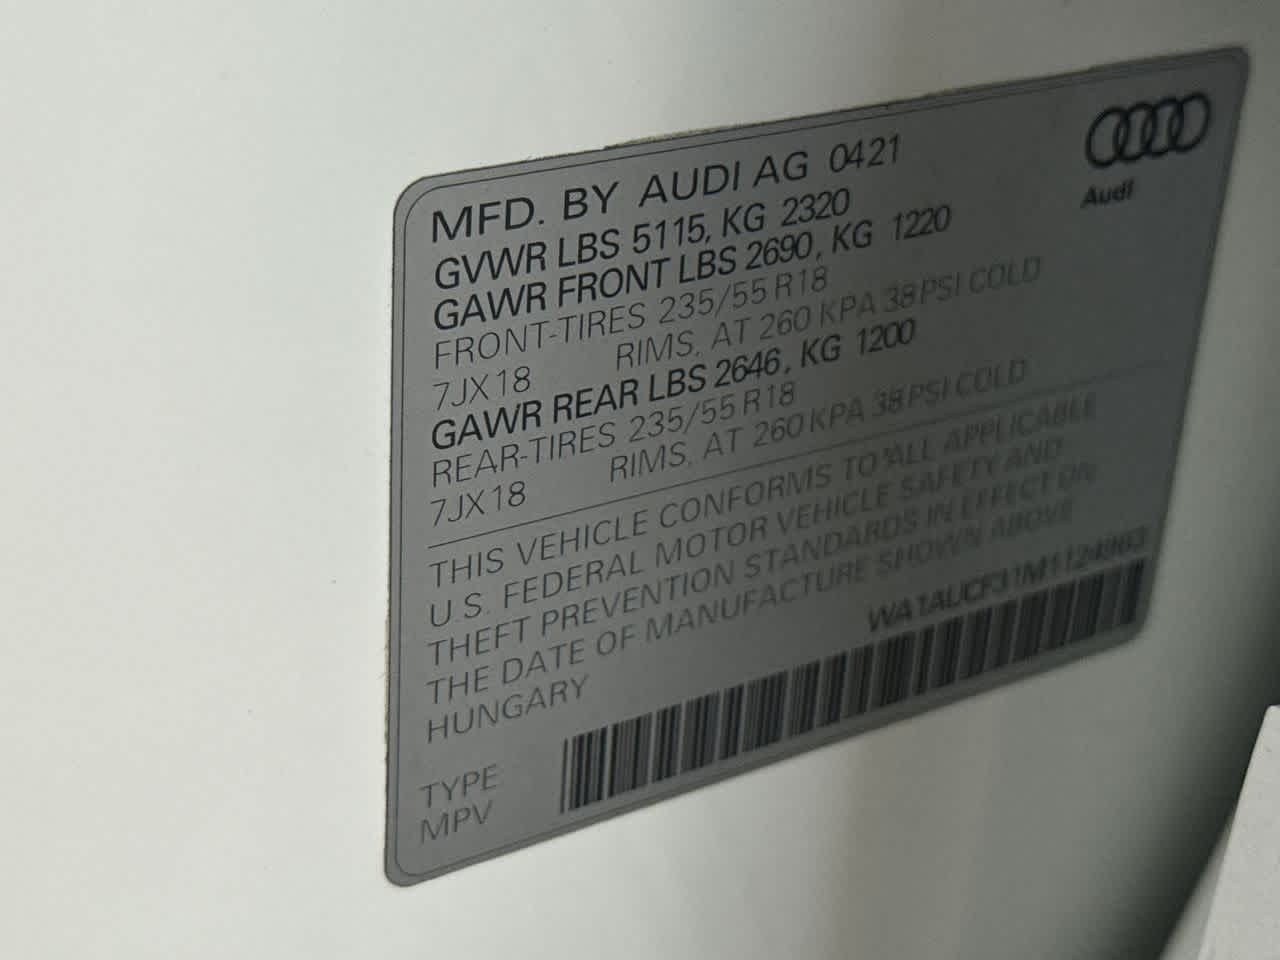 Audi
MFD. BY AUDI AG 0421
GVWR LBS 5115, KG 2320
GAWR FRONT LBS 2690, KG 1220
FRONT-TIRES 235/55 R18
7JX18 RIMS, AT 260 KPA 38 PSI COLD
GAWR REAR LBS 2646, KG 1200
REAR-TIRES 235/55 R18
7JX18 RIMS, AT 260 KPA 38 PSI COLD
THIS VEHICLE CONFORMS TO ALL APPLICABLE
U.S. FEDERAL MOTOR VEHICLE SAFETY AND
THEFT PREVENTION STANDARDS IN EFFECT ON
THE DATE OF MANUFACTURE SHOWN ABOVE
HUNGARY
WA1AUCF31M1124963
TYPE
MPV